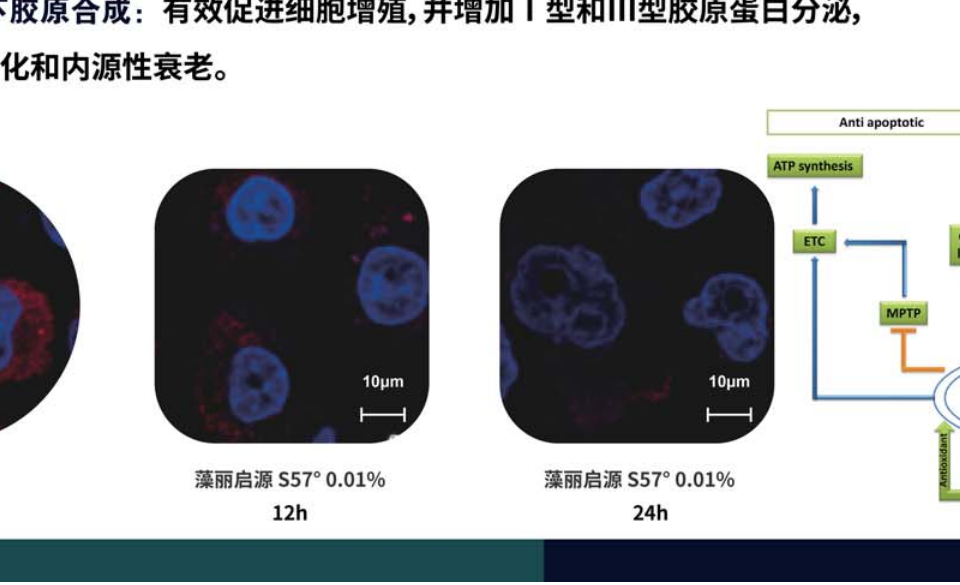 下胶原合成：有效促进细胞增殖, 并增加Ⅰ型和III型胶原蛋白分泌,
化和内源性衰老。
Anti apoptotic
ATP synthesis
ETC
MPTP
Antioxidant
10μm
10μm
藻丽启源 S57° 0.01%
12h
藻丽启源 S57° 0.01%
24h